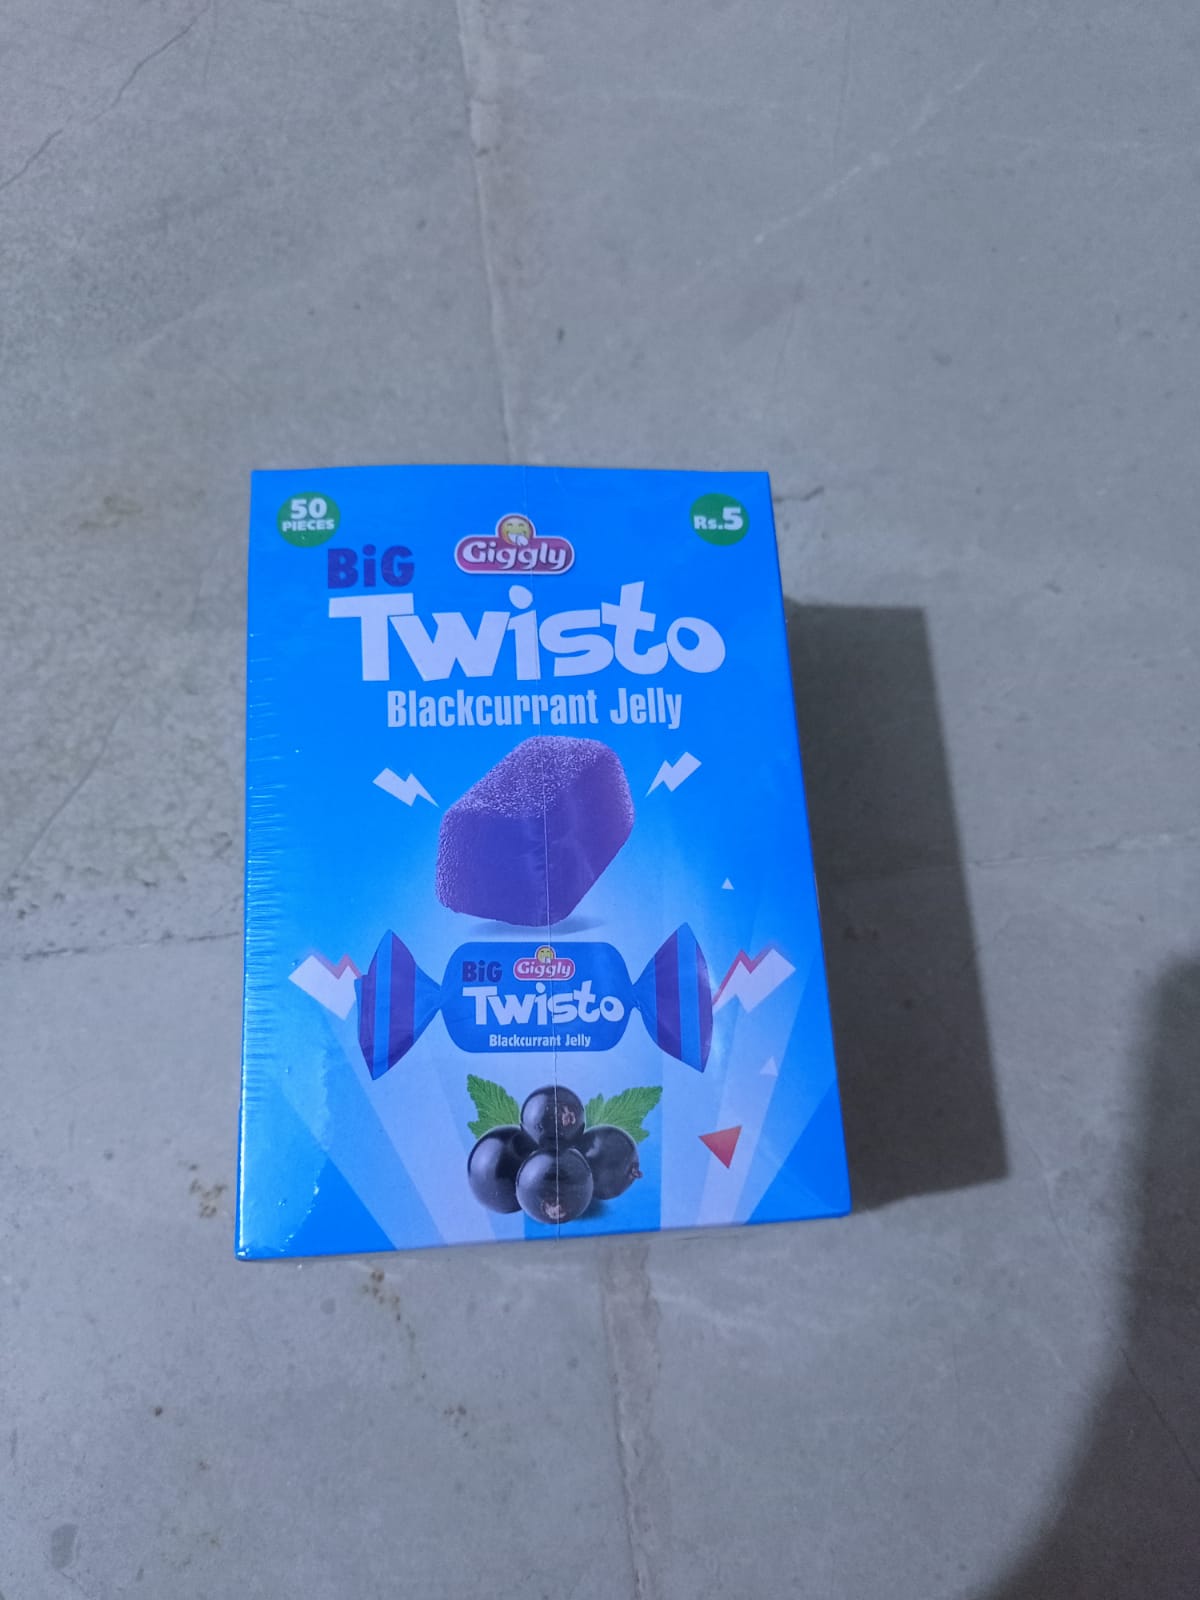 50
PIECES
Giggly
Rs.5
BiG
Twisto
Blackcurrant Jelly
BiG Giggly
Twisto
Blackcurrant Jelly